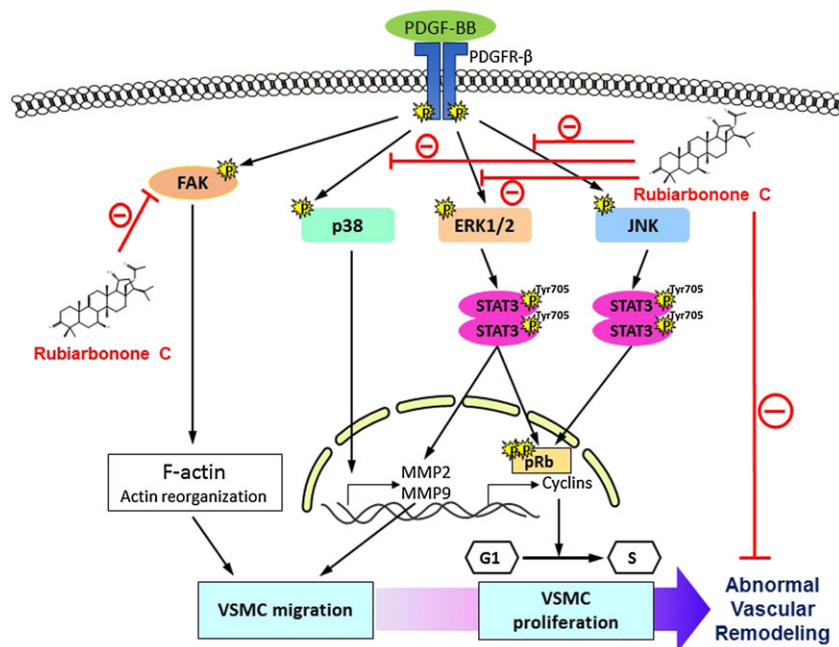 PDGF-BB
PDGFR-β
P P
P
FAK
P
p38
P
ERK1/2
P
JNK
Rubiarbonone C
Rubiarbonone C
STAT3 P Tyr705
STAT3 P Tyr705
STAT3 P Tyr705
STAT3 P Tyr705
F-actin
Actin reorganization
MMP2
MMP9
P P
pRb
Cyclins
G1
S
VSMC migration
VSMC
proliferation
Abnormal
Vascular
Remodeling